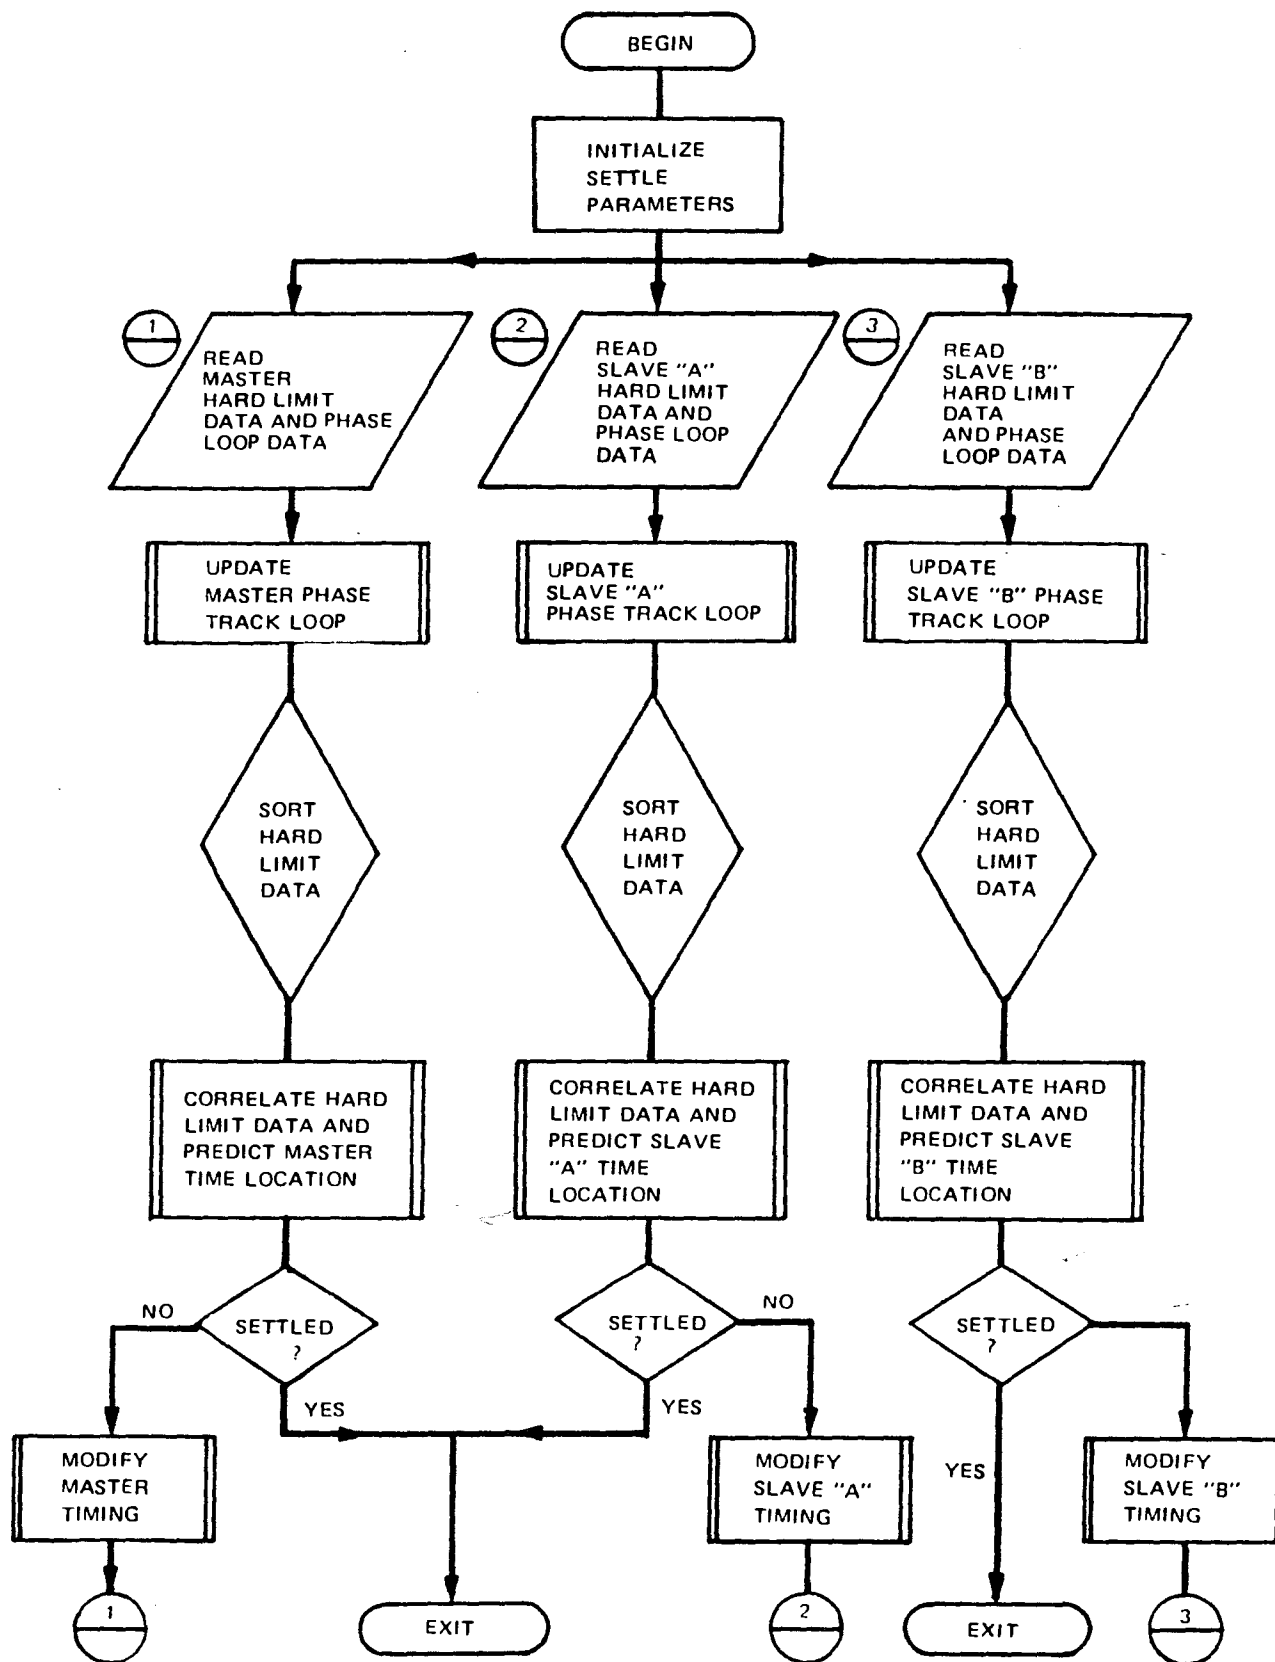 BEGIN
INITIALIZE
SETTLE
PARAMETERS
1
READ
MASTER
HARD LIMIT
DATA AND PHASE
LOOP DATA
2
READ
SLAVE "A"
HARD LIMIT
DATA AND
PHASE LOOP
DATA
3
READ
SLAVE "B"
HARD LIMIT
DATA
AND PHASE
LOOP DATA
UPDATE
MASTER PHASE
TRACK LOOP
UPDATE
SLAVE "A"
PHASE TRACK LOOP
UPDATE
SLAVE "B" PHASE
TRACK LOOP
SORT
HARD
LIMIT
DATA
SORT
HARD
LIMIT
DATA
SORT
HARD
LIMIT
DATA
CORRELATE HARD
LIMIT DATA AND
PREDICT MASTER
TIME LOCATION
CORRELATE HARD
LIMIT DATA AND
PREDICT SLAVE
"A" TIME
LOCATION
CORRELATE HARD
LIMIT DATA AND
PREDICT SLAVE
"B" TIME
LOCATION
NO
SETTLED
?
YES
SETTLED
?
NO
YES
SETTLED
?
YES
MODIFY
MASTER
TIMING
MODIFY
SLAVE "A"
TIMING
MODIFY
SLAVE "B"
TIMING
1
EXIT
2
EXIT
3